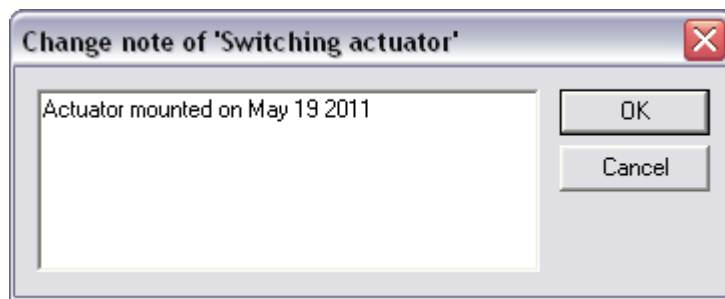 Change note of 'Switching actuator'
Actuator mounted on May 19 2011
OK
Cancel